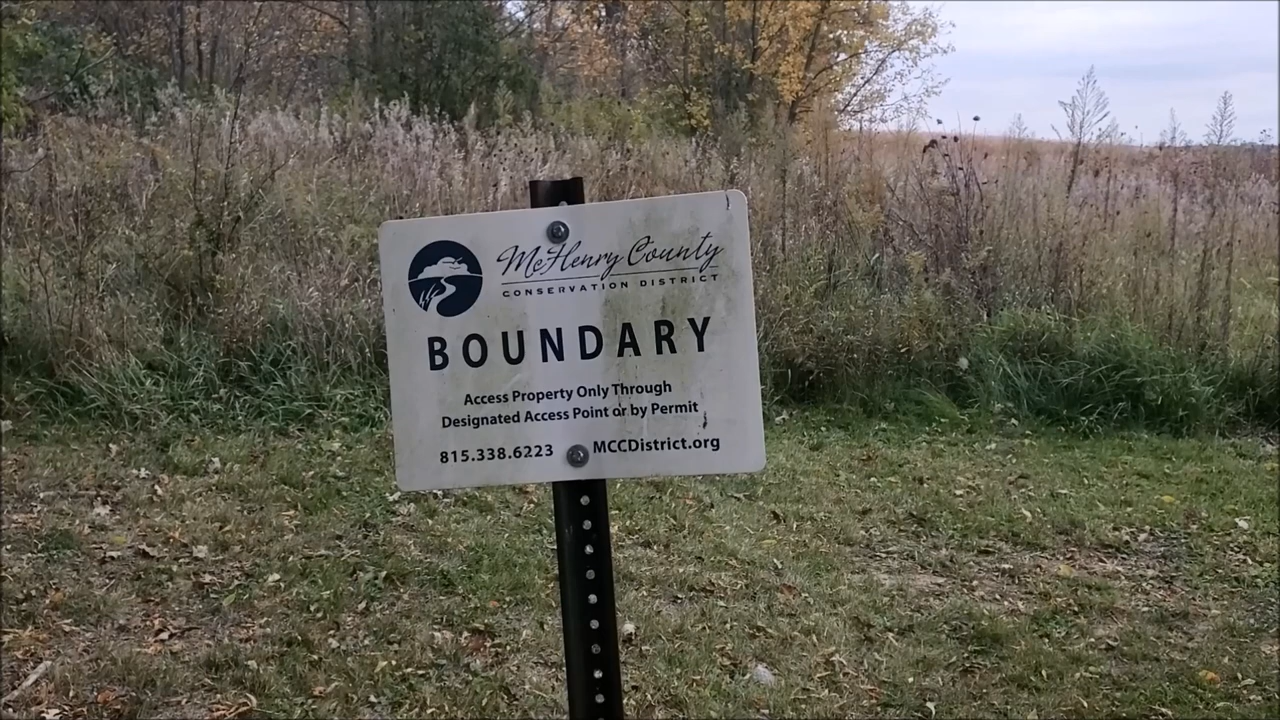 McHenry County
CONSERVATION DISTRICT
BOUNDARY
Access Property Only Through
Designated Access Point or by Permit
815.338.6223 MCCDistrict.org